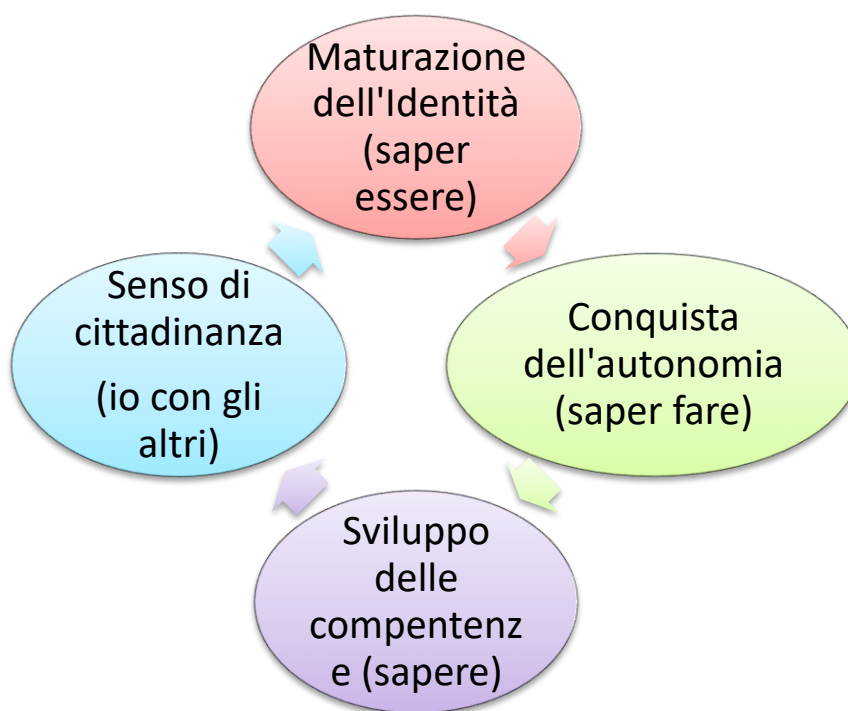 Maturazione
dell'Identità
(saper
essere)
Senso di
cittadinanza
(io con gli
altri)
Conquista
dell'autonomia
(saper fare)
Sviluppo
delle
compentenz
e (sapere)